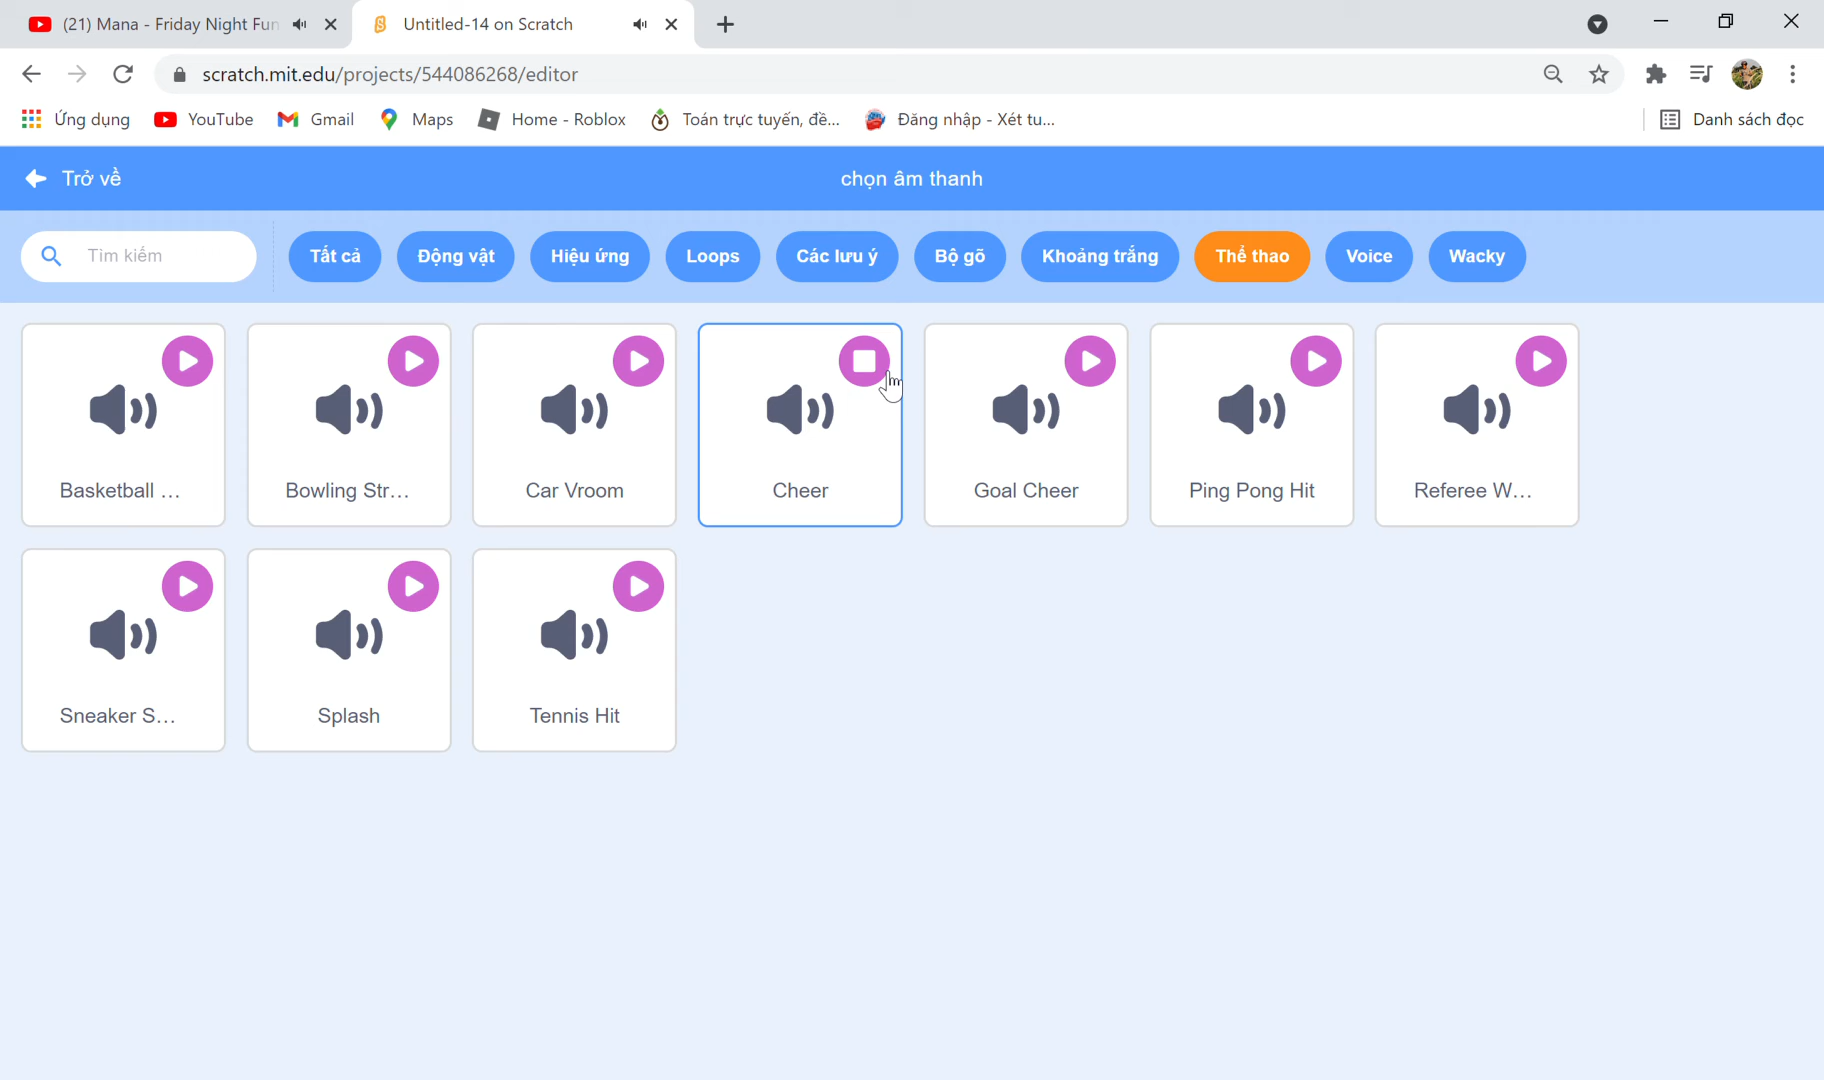 (21) Mana - Friday Night Fun
Untitled-14 on Scratch
scratch.mit.edu/projects/544086268/editor
Ứng dụng YouTube Gmail Maps Home - Roblox Toán trực tuyến, đề... Đăng nhập - Xét tu... Danh sách đọc
Trở về
chọn âm thanh
Tìm kiếm Tất cả Động vật Hiệu ứng Loops Các lưu ý Bộ gõ Khoảng trắng Thể thao Voice Wacky
Basketball ... Bowling Str... Car Vroom Cheer Goal Cheer Ping Pong Hit Referee W...
Sneaker S... Splash Tennis Hit